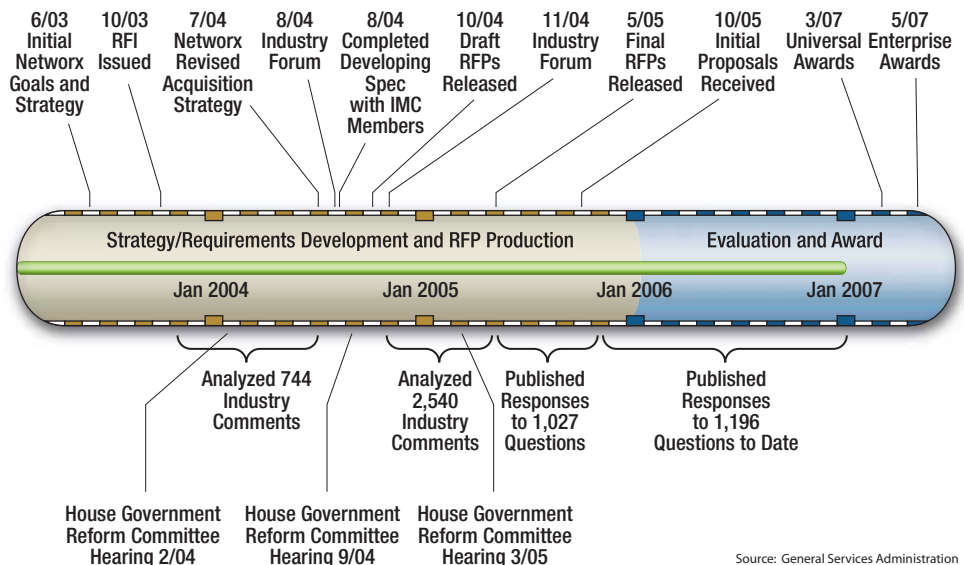 6/03
Initial
Networx
Goals and
Strategy
10/03
RFI
Issued
7/04
Networx
Revised
Acquisition
Strategy
8/04
Industry
Forum
8/04
Completed
Developing
Spec
with IMC
Members
10/04
Draft
RFPs
Released
11/04
Industry
Forum
5/05
Final
RFPs
Released
10/05
Initial
Proposals
Received
3/07
Universal
Awards
5/07
Enterprise
Awards
Strategy/Requirements Development and RFP Production
Evaluation and Award
Jan 2004
Jan 2005
Jan 2006
Jan 2007
Analyzed 744
Industry
Comments
Analyzed
2,540
Industry
Comments
Published
Responses
to 1,027
Questions
Published
Responses
to 1,196
Questions to Date
House Government
Reform Committee
Hearing 2/04
House Government
Reform Committee
Hearing 9/04
House Government
Reform Committee
Hearing 3/05
Source: General Services Administration